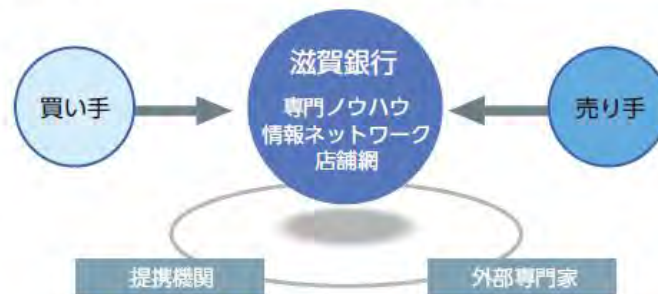 滋賀銀行
買い手
専門ノウハウ
情報ネットワーク
店舗網
売り手
提携機関
外部専門家